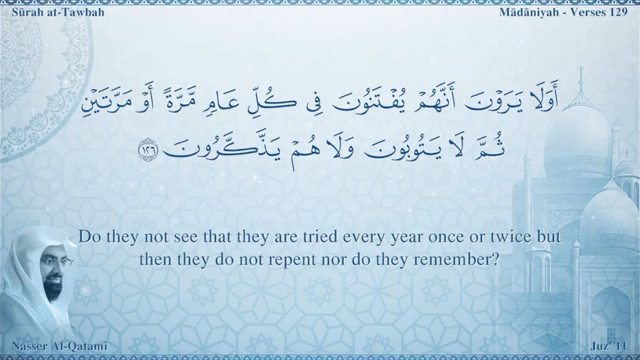 Sūrah at-Tawbah
Mādāniyah - Verses 129
أَوَلَا يَرَوْنَ أَنَّهُمْ يُفْتَنُونَ فِى كُلِّ عَامٍ مَّرَّةً أَوْ مَرَّتَيْنِ
ثُمَّ لَا يَتُوبُونَ وَلَا هُمْ يَذَّكَّرُونَ ١٢٦
Do they not see that they are tried every year once or twice but
then they do not repent nor do they remember?
Nasser Al-Qatami
Juz' 11